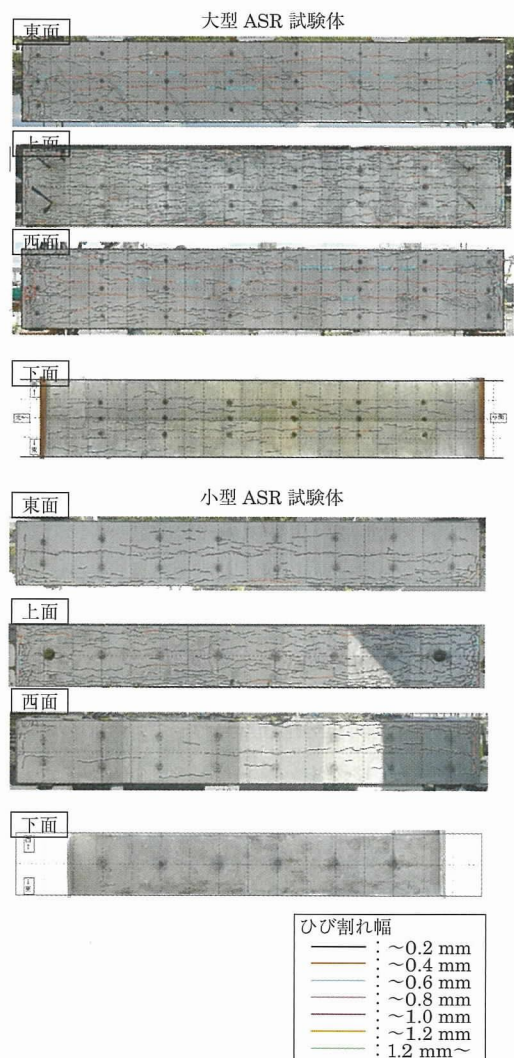 大型 ASR 試験体
東面
上面
西面
下面
小型 ASR 試験体
東面
上面
西面
下面
ひび割れ幅
：～0.2 mm
：～0.4 mm
：～0.6 mm
：～0.8 mm
：～1.0 mm
：～1.2 mm
：1.2 mm～